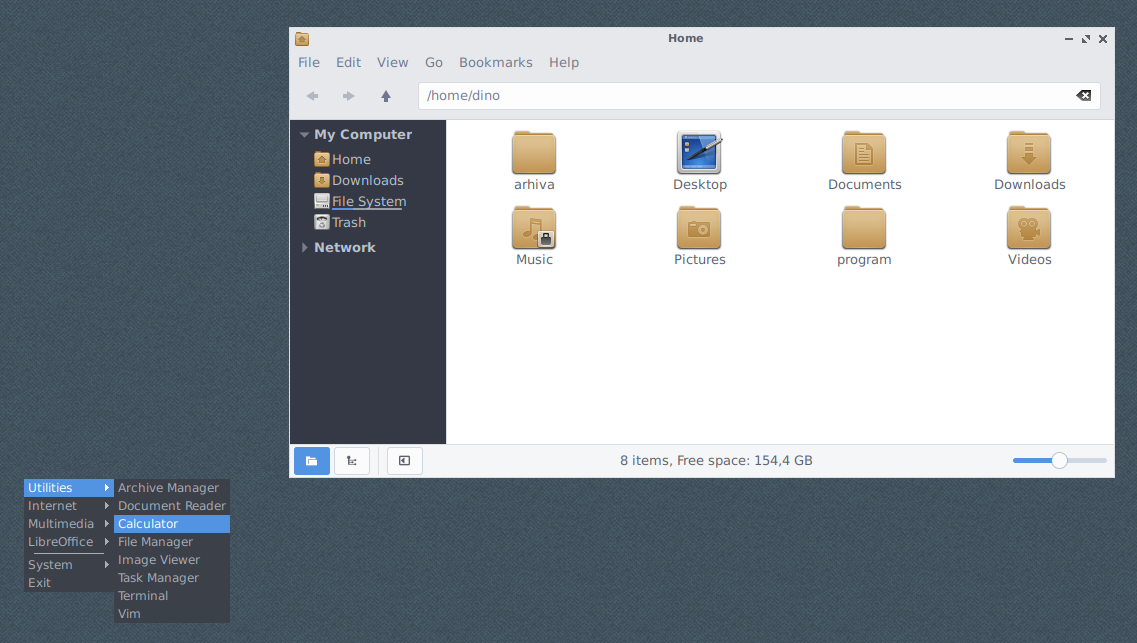 Home
File Edit View Go Bookmarks Help
/home/dino
My Computer
Home
Downloads
File System
Trash
Network
arhiva Desktop Documents Downloads
Music Pictures program Videos
8 items, Free space: 154,4 GB
Utilities
Internet
Multimedia
LibreOffice
System
Exit
Archive Manager
Document Reader
Calculator
File Manager
Image Viewer
Task Manager
Terminal
Vim